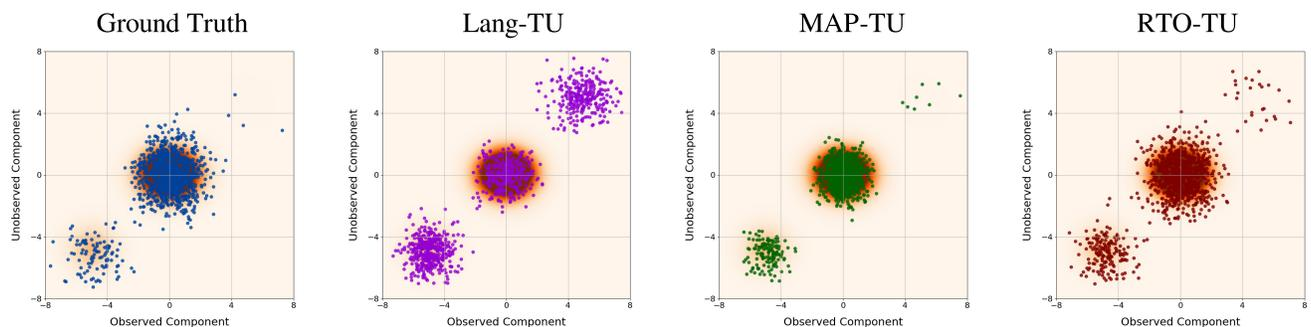 Ground Truth Lang-TU MAP-TU RTO-TU
8 8 8 8
4 4 4 4
0 0 0 0
−4 −4 −4 −4
−8 −8 −8 −8
Unobserved Component Unobserved Component Unobserved Component Unobserved Component
−8 −4 0 4 8 −8 −4 0 4 8 −8 −4 0 4 8 −8 −4 0 4 8
Observed Component Observed Component Observed Component Observed Component